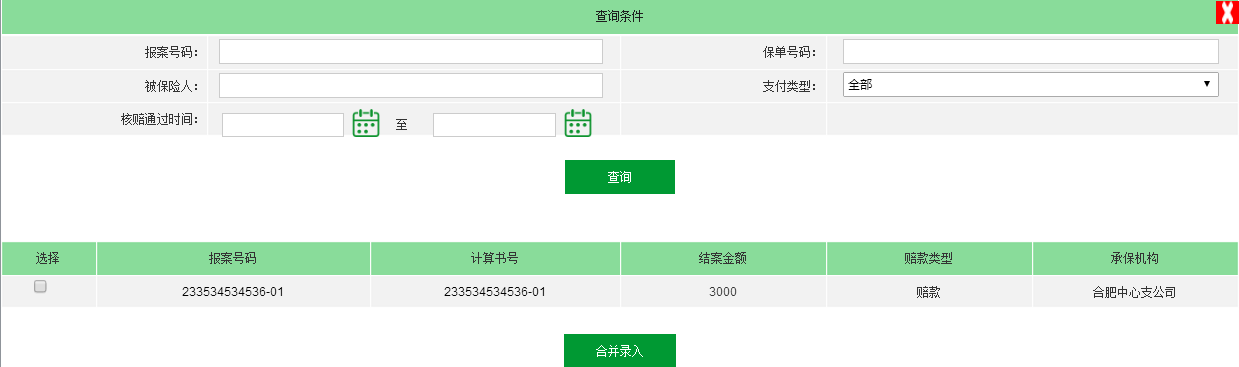 查询条件
报案号码： 保单号码：
被保险人： 支付类型： 全部
核赔通过时间： 至
查询
选择 报案号码 计算书号 结案金额 赔款类型 承保机构
233534534536-01 233534534536-01 3000 赔款 合肥中心支公司
合并录入